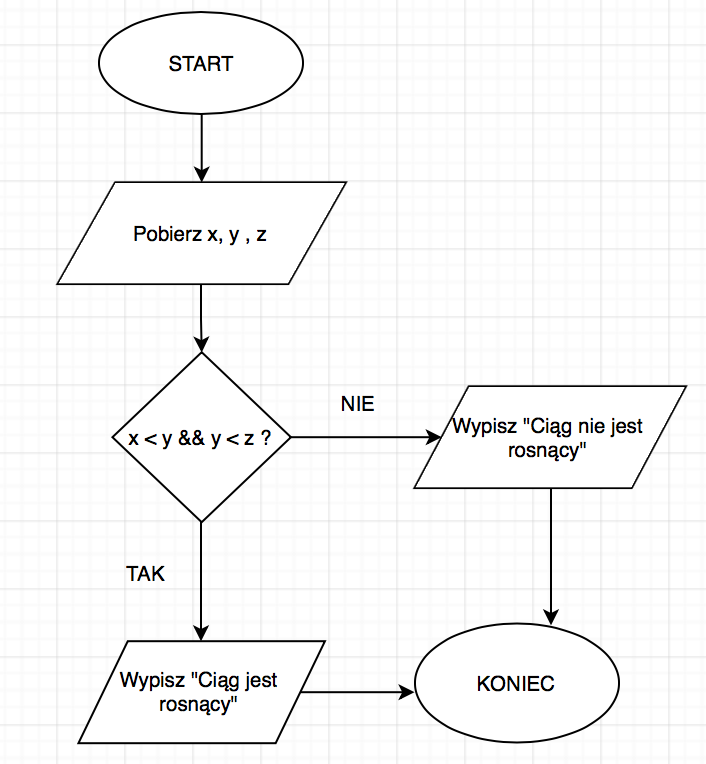 START
Pobierz x, y , z
x < y && y < z ?
NIE
Wypisz "Ciąg nie jest
rosnący"
TAK
Wypisz "Ciąg jest
rosnący"
KONIEC